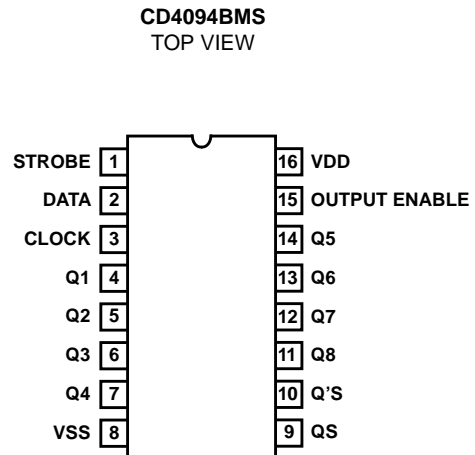 CD4094BMS
TOP VIEW
STROBE 1 16 VDD
DATA 2 15 OUTPUT ENABLE
CLOCK 3 14 Q5
Q1 4 13 Q6
Q2 5 12 Q7
Q3 6 11 Q8
Q4 7 10 Q’S
VSS 8 9 QS